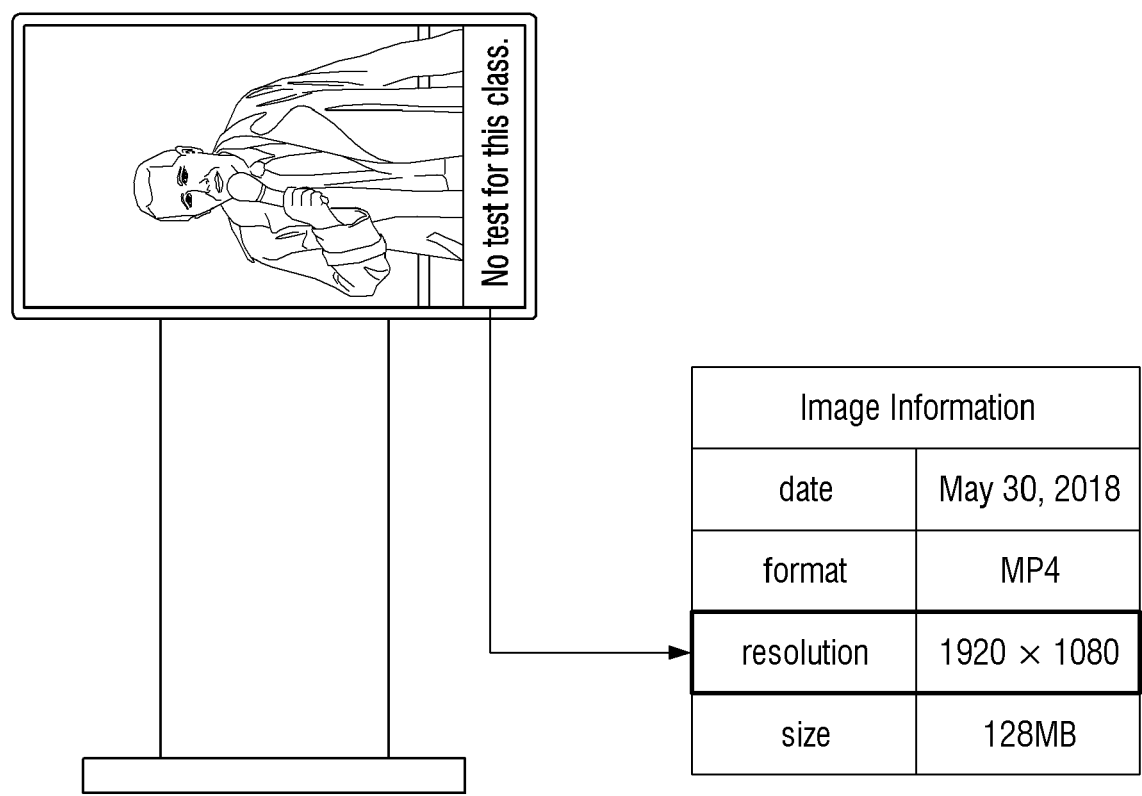 No test for this class.
Image Information
date May 30, 2018
format MP4
resolution 1920 × 1080
size 128MB